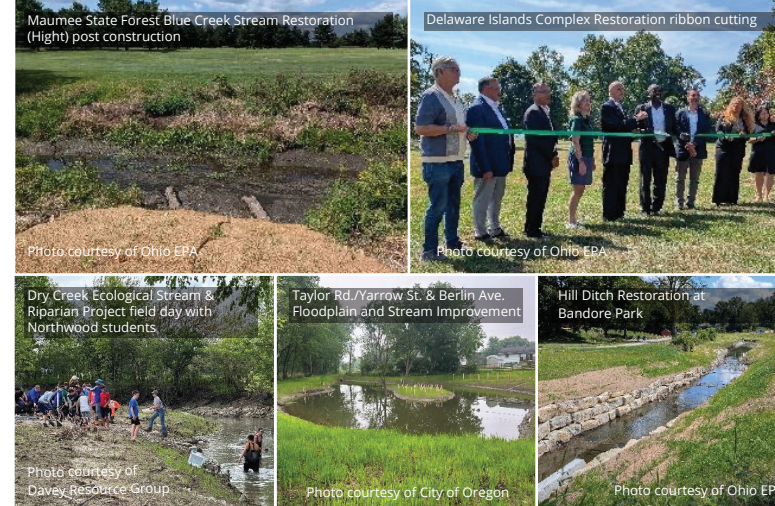 Maumee State Forest Blue Creek Stream Restoration
(Hight) post construction
Photo courtesy of Ohio EPA
Delaware Islands Complex Restoration ribbon cutting
Photo courtesy of Ohio EPA
Dry Creek Ecological Stream &
Riparian Project field day with
Northwood students
Photo courtesy of
Davey Resource Group
Taylor Rd./Yarrow St. & Berlin Ave.
Floodplain and Stream Improvement
Photo courtesy of City of Oregon
Hill Ditch Restoration at
Bandore Park
Photo courtesy of Ohio EP